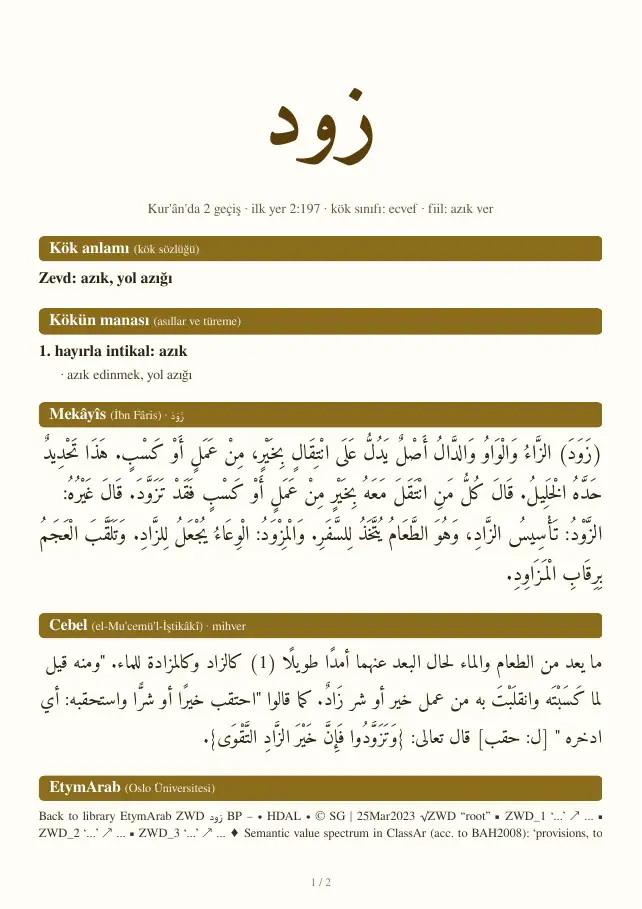 زود
Kur'ân'da 2 geçiş · ilk yer 2:197 · kök sınıfı: ecvef · fiil: azık ver
Kök anlamı (kök sözlüğü)
Zevd: azık, yol azığı
Kökün manası (asıllar ve türeme)
1. hayırla intikal: azık
· azık edinmek, yol azığı
Mekâyîs (İbn Fâris) · زَوَدَ
(زَوَدَ) الزَّاءُ وَالْوَاوُ وَالدَّالُ أَصْلٌ يَدُلُّ عَلَى انْتِقَالٍ بِخَيْرٍ، مِنْ عَمَلٍ أَوْ كَسْبٍ. هَذَا تَحْدِيدٌ
حَدَّهُ الْخَلِيلُ. قَالَ كُلُّ مَنِ انْتَقَلَ مَعَهُ بِخَيْرٍ مِنْ عَمَلٍ أَوْ كَسْبٍ فَقَدْ تَزَوَّدَ. قَالَ غَيْرُهُ:
الزَّوْدُ: تَأْسِيسُ الزَّادِ، وَهُوَ الطَّعَامُ يُتَّخَذُ لِلسَّفَرِ. وَالْمِزْوَدُ: الْوِعَاءُ يُجْعَلُ لِلزَّادِ. وَتَلَقَّبَ الْعَجَمُ
بِرِقَابِ الْمَزَاوِدِ.
Cebel (el-Mu'cemü'l-İştikâkî) · mihver
ما يعد من الطعام والماء لحال البعد عنهما أمدًا طويلًا (1) كالزاد وكالمزادة للماء. "ومنه قيل
لما كَسَبْتَه وانقلَبْتَ به من عمل خير أو شر زَادٌ. كما قالوا "احتقب خيرًا أو شرًّا واستحقبه: أي
ادخره " [ل: حقب] قال تعالى: {وَتَزَوَّدُوا فَإِنَّ خَيْرَ الزَّادِ التَّقْوَى}.
EtymArab (Oslo Üniversitesi)
Back to library EtymArab ZWD زود BP – • HDAL • © SG | 25Mar2023 √ZWD “root” ▪ ZWD_1 ‘...’ ↗ ... ▪
ZWD_2 ‘...’ ↗ ... ▪ ZWD_3 ‘...’ ↗ ... ♦ Semantic value spectrum in ClassAr (acc. to BAH2008): ‘provisions, to
1 / 2